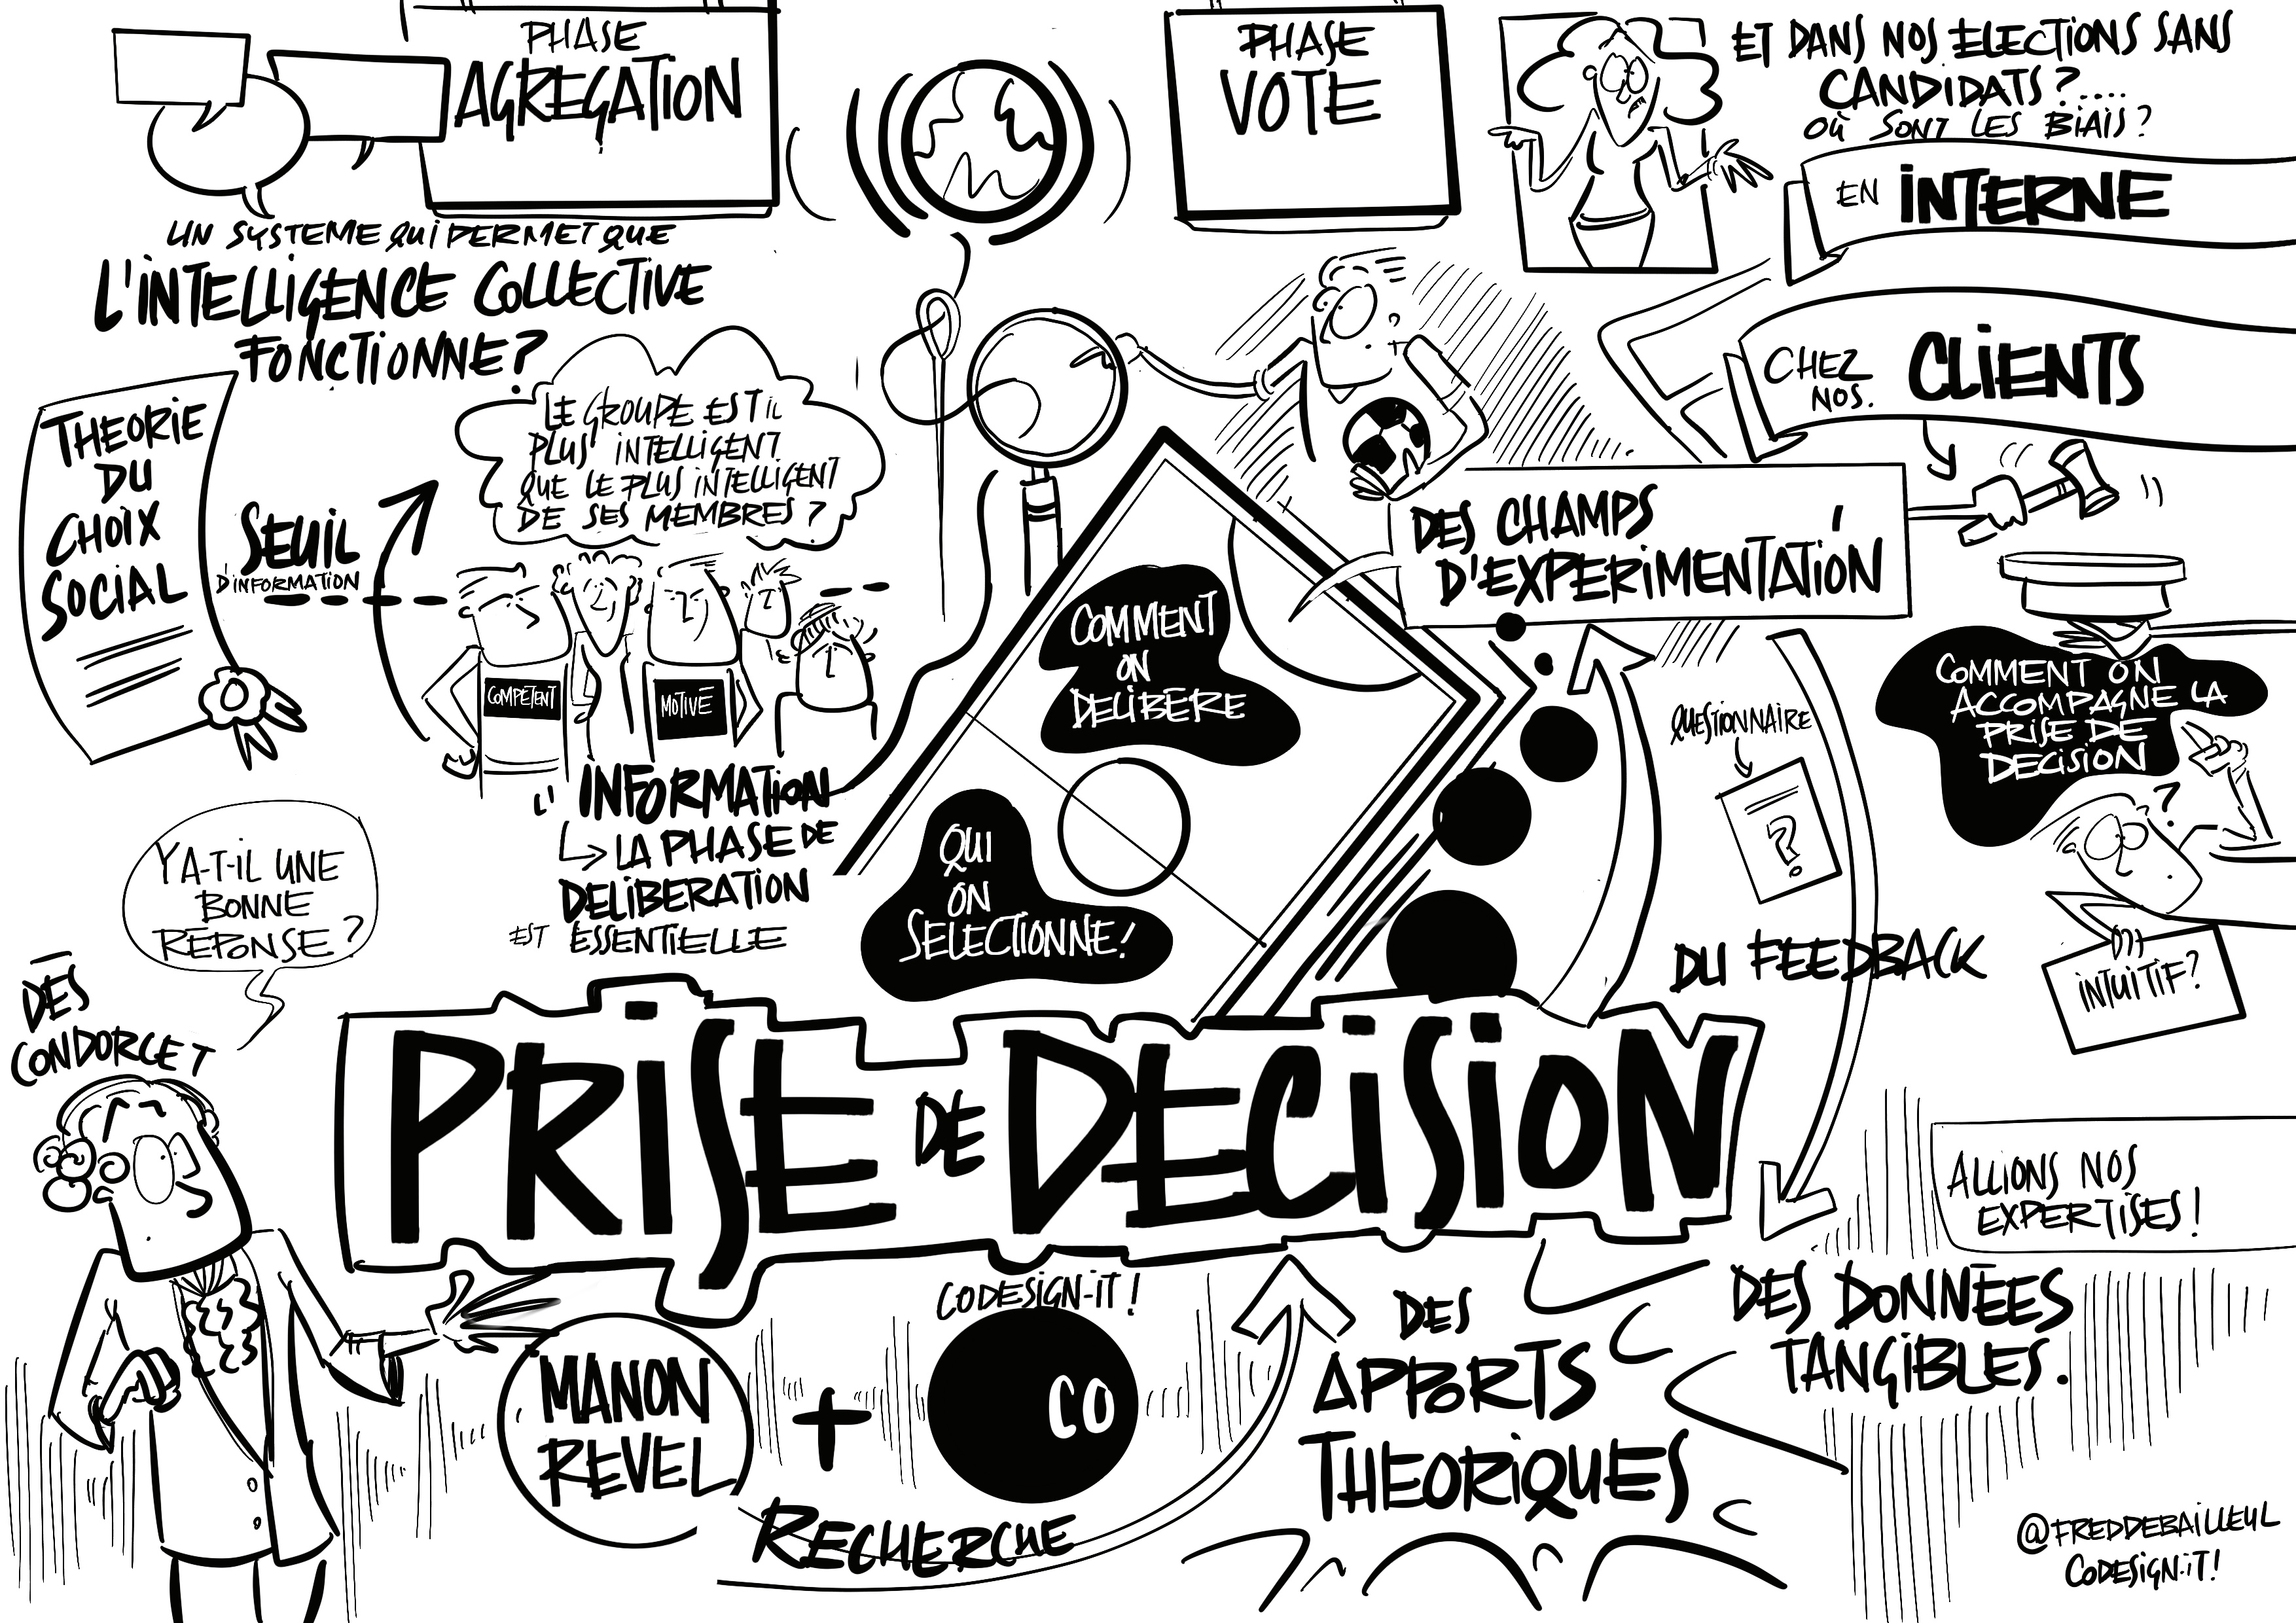 PHASE
AGREGATION
PHASE
VOTE
ET DANS NOS ELECTIONS SANS
CANDIDATS ?....
OÙ SONT LES BIAIS ?
EN INTERNE
CHEZ
NOS.
CLIENTS
UN SYSTEME QUI PERMET QUE
L'INTELLIGENCE COLLECTIVE
FONCTIONNE ?
THEORIE
DU
CHOIX
SOCIAL
SEUIL
D'INFORMATION
LE GROUPE EST IL
PLUS INTELLIGENT
QUE LE PLUS INTELLIGENT
DE SES MEMBRES ?
COMPÉTENT
MOTIVÉ
L' INFORMATION
LA PHASE DE
DELIBERATION
EST ESSENTIELLE
COMMENT
ON
DELIBÈRE
QUI
ON
SELECTIONNE !
DES CHAMPS
D'EXPERIMENTATION
QUESTIONNAIRE
?
DU FEEDBACK
COMMENT ON
ACCOMPAGNE LA
PRISE DE
DECISION
?
INTUITIF ?
Y A-T-IL UNE
BONNE
REPONSE ?
DES
CONDORCET
PRISE DE DECISION
ALLIONS NOS
EXPERTISES !
DES DONNÉES
TANGIBLES.
MANON
REVEL
+
CODESIGN-IT !
CO
RECHERCHE
DES
APPORTS
THEORIQUES
@FREDDEBAILLEUL
CODESIGN-IT !